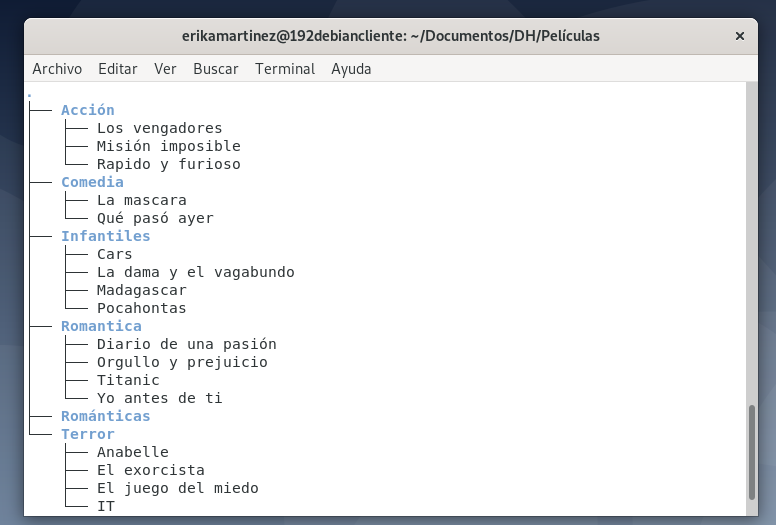 erikamartinez@192debiancliente: ~/Documentos/DH/Películas ×
Archivo Editar Ver Buscar Terminal Ayuda
.
├── Acción
│   ├── Los vengadores
│   ├── Misión imposible
│   └── Rapido y furioso
├── Comedia
│   ├── La mascara
│   └── Qué pasó ayer
├── Infantiles
│   ├── Cars
│   ├── La dama y el vagabundo
│   ├── Madagascar
│   └── Pocahontas
├── Romantica
│   ├── Diario de una pasión
│   ├── Orgullo y prejuicio
│   ├── Titanic
│   └── Yo antes de ti
├── Románticas
└── Terror
    ├── Anabelle
    ├── El exorcista
    ├── El juego del miedo
    └── IT